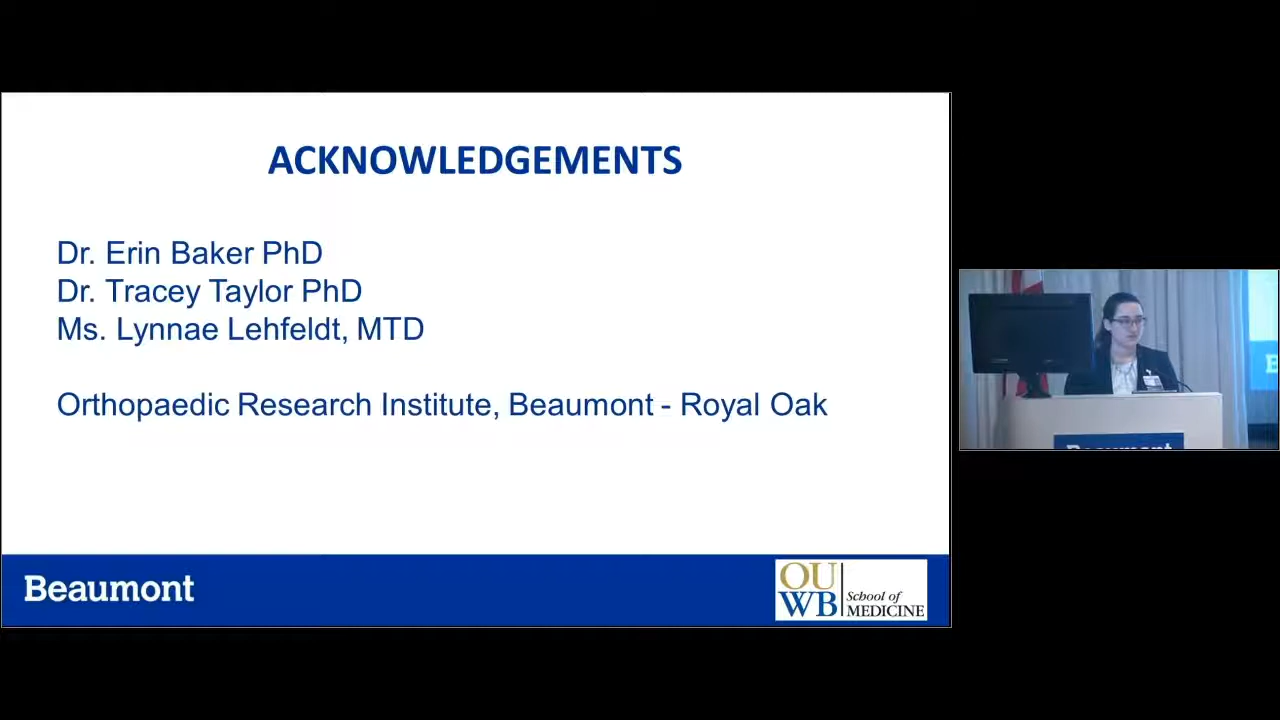 ACKNOWLEDGEMENTS
Dr. Erin Baker PhD
Dr. Tracey Taylor PhD
Ms. Lynnae Lehfeldt, MTD
Orthopaedic Research Institute, Beaumont - Royal Oak
Beaumont
OU
WB
School of
MEDICINE
Beaumont